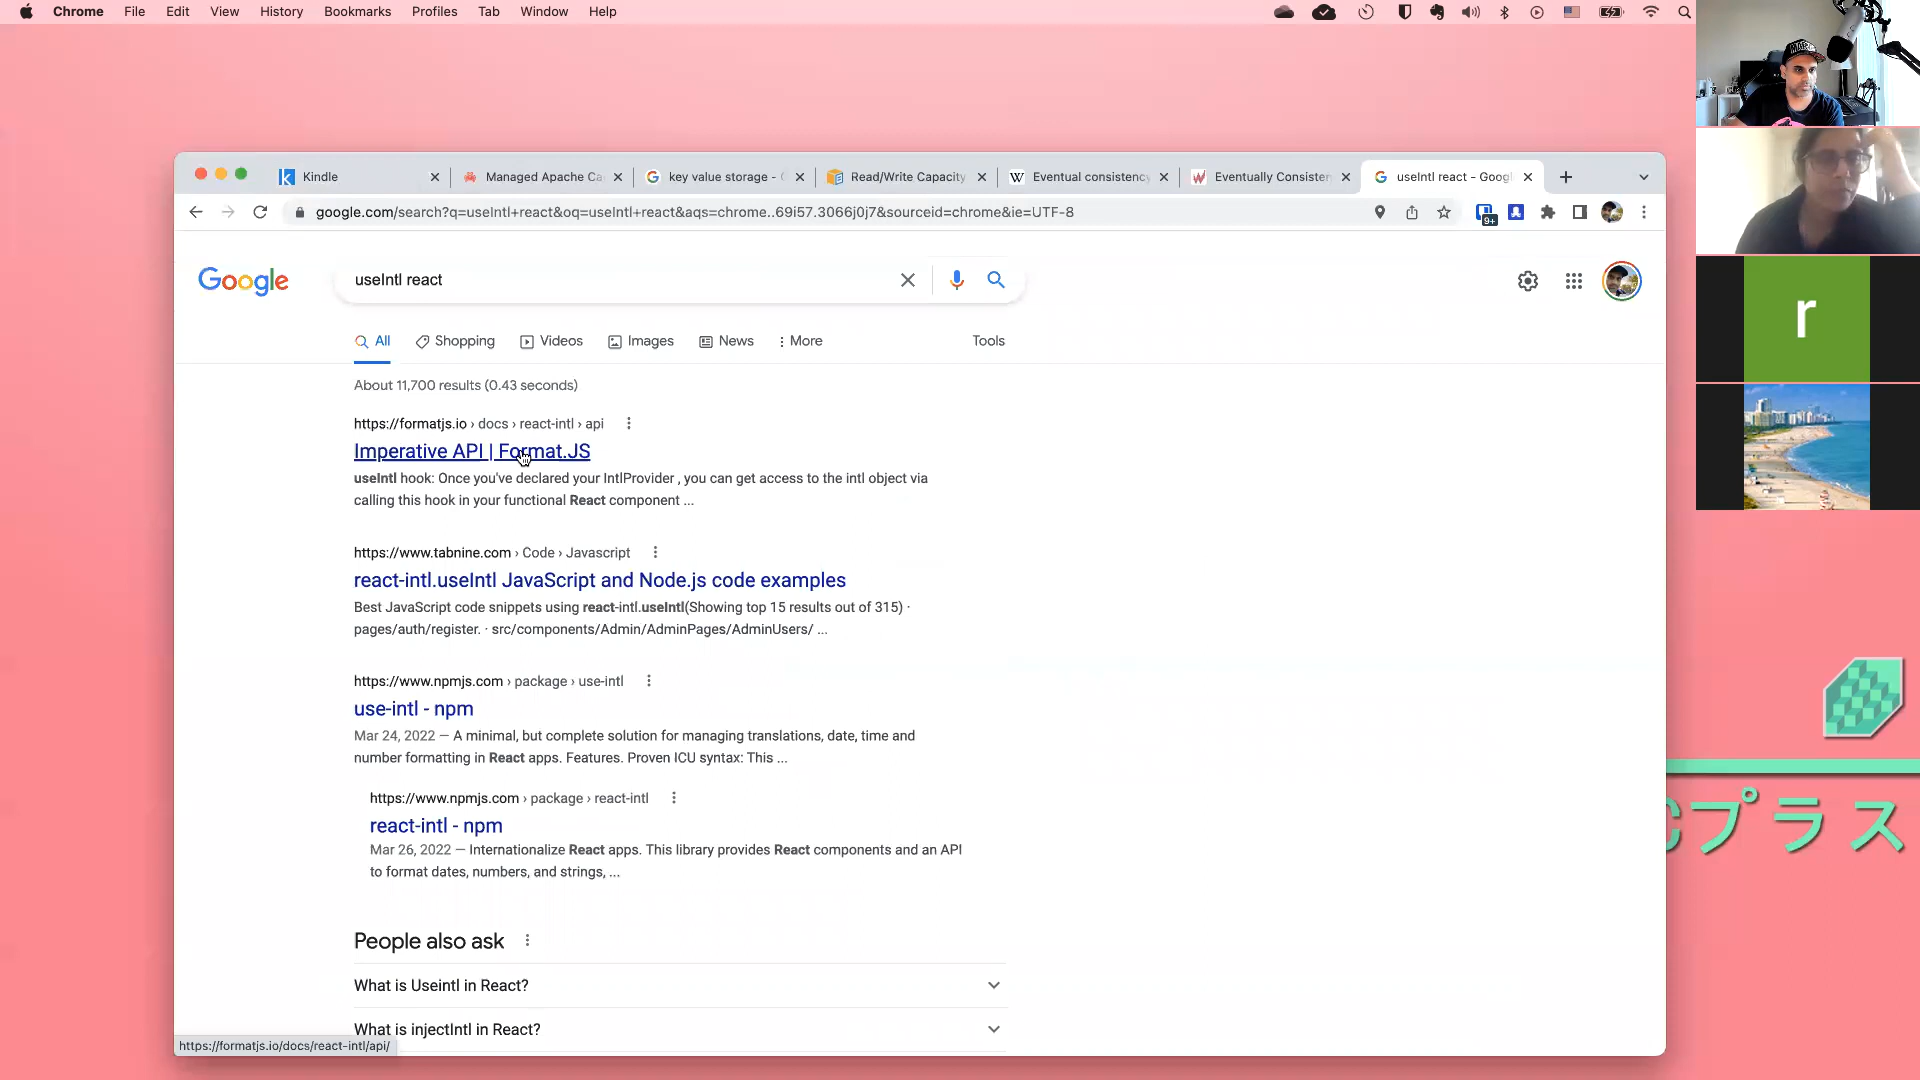 Chrome File Edit View History Bookmarks Profiles Tab Window Help
Kindle
Managed Apache Ca
key value storage -
Read/Write Capacity
Eventual consistency
Eventually Consisten
useIntl react - Goog
google.com/search?q=useIntl+react&oq=useIntl+react&aqs=chrome..69i57.3066j0j7&sourceid=chrome&ie=UTF-8
9+
Google
useIntl react
All Shopping Videos Images News More Tools
About 11,700 results (0.43 seconds)
https://formatjs.io › docs › react-intl › api
Imperative API | Format.JS
useIntl hook: Once you've declared your IntlProvider , you can get access to the intl object via
calling this hook in your functional React component ...
https://www.tabnine.com › Code › Javascript
react-intl.useIntl JavaScript and Node.js code examples
Best JavaScript code snippets using react-intl.useIntl(Showing top 15 results out of 315) ·
pages/auth/register. · src/components/Admin/AdminPages/AdminUsers/ ...
https://www.npmjs.com › package › use-intl
use-intl - npm
Mar 24, 2022 — A minimal, but complete solution for managing translations, date, time and
number formatting in React apps. Features. Proven ICU syntax: This ...
https://www.npmjs.com › package › react-intl
react-intl - npm
Mar 26, 2022 — Internationalize React apps. This library provides React components and an API
to format dates, numbers, and strings, ...
People also ask
What is Useintl in React?
What is injectIntl in React?
https://formatjs.io/docs/react-intl/api/
r
Cプラス